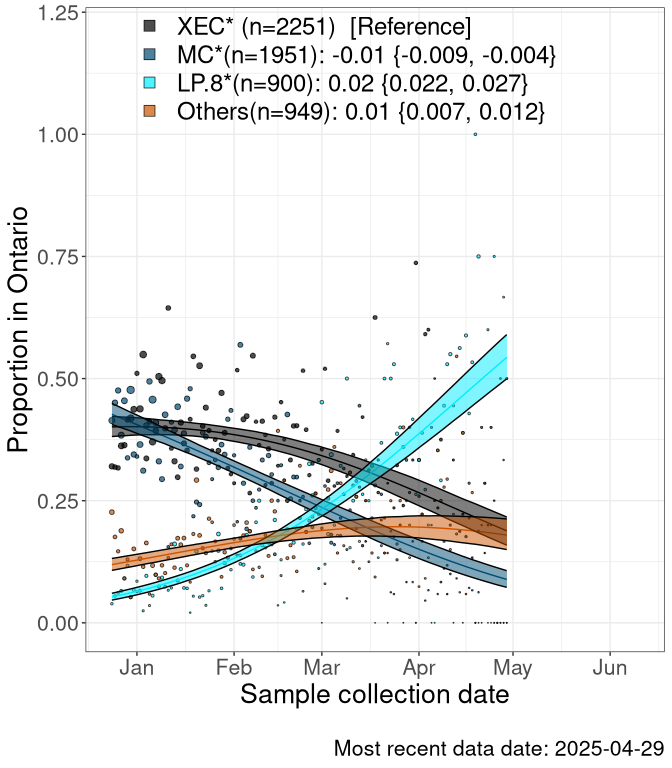 XEC* (n=2251)  [Reference]
MC*(n=1951): -0.01 {-0.009, -0.004}
LP.8*(n=900): 0.02 {0.022, 0.027}
Others(n=949): 0.01 {0.007, 0.012}
Proportion in Ontario
1.25
1.00
0.75
0.50
0.25
0.00
Jan Feb Mar Apr May Jun
Sample collection date
Most recent data date: 2025-04-29